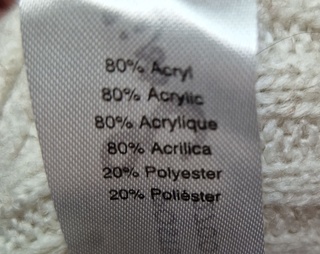 80% Acryl
80% Acrylic
80% Acrylique
80% Acrilica
20% Polyester
20% Poliéster